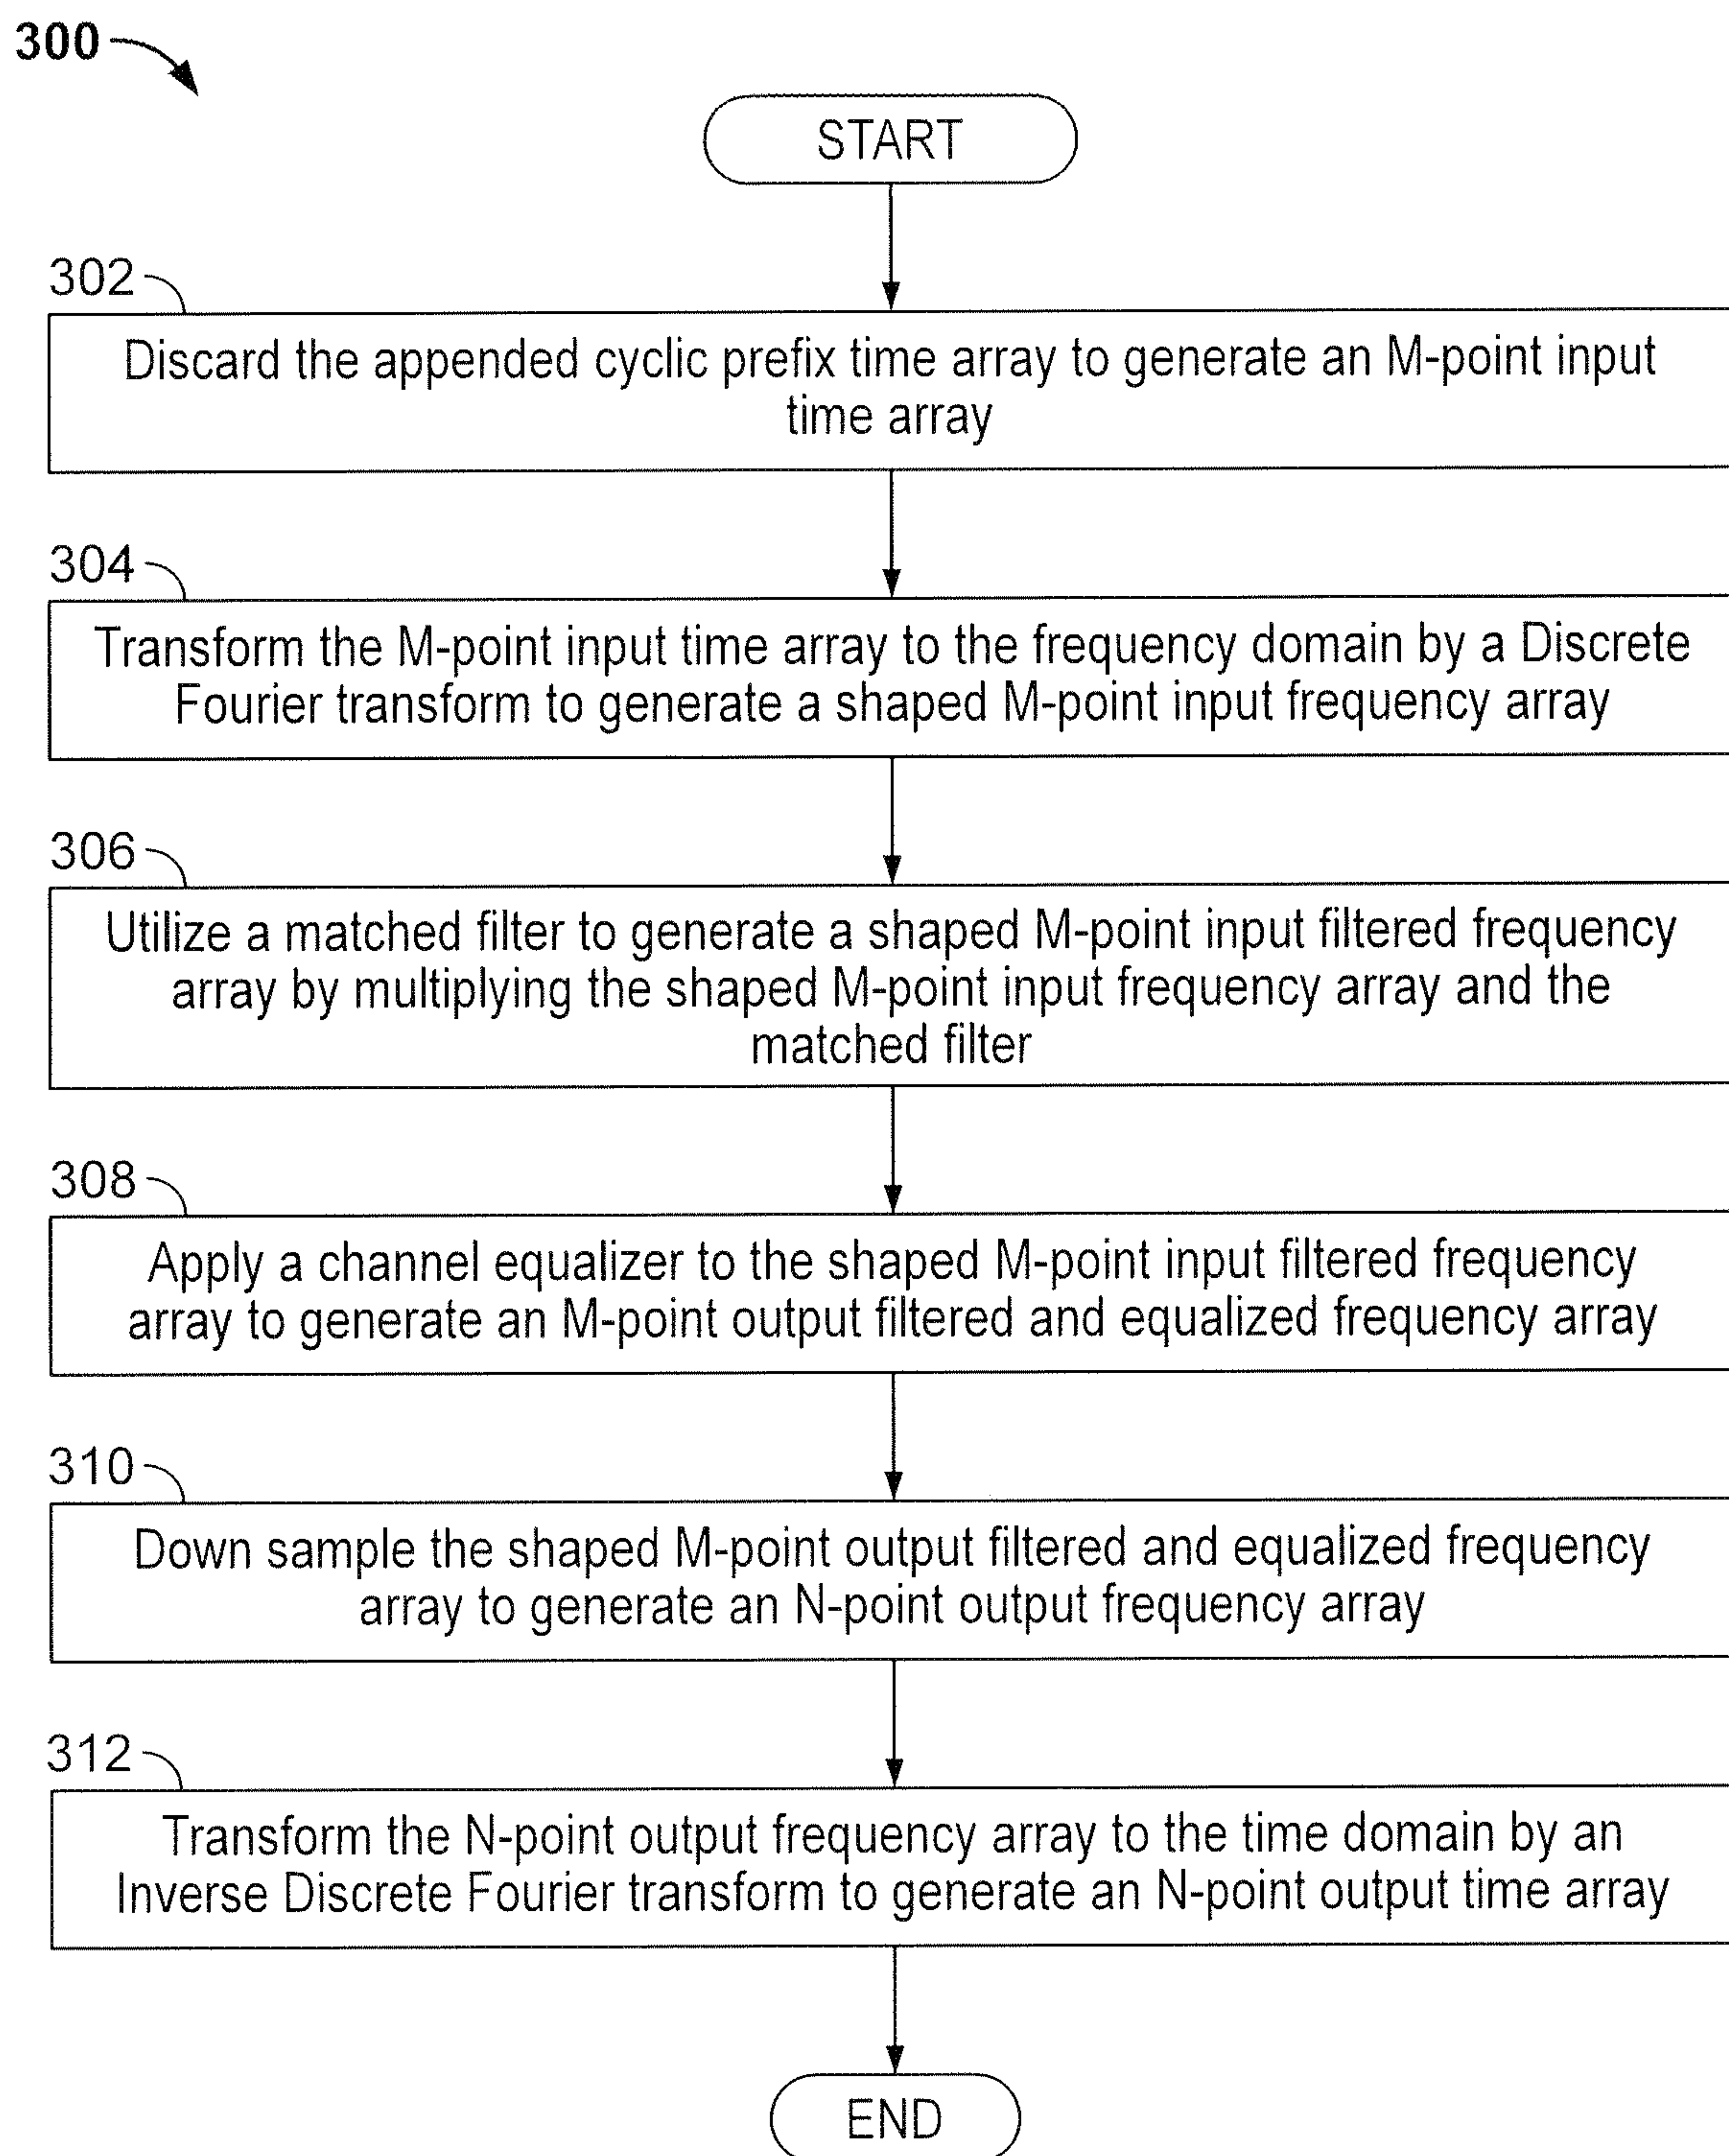 300
START
302
Discard the appended cyclic prefix time array to generate an M-point input
time array
304
Transform the M-point input time array to the frequency domain by a Discrete
Fourier transform to generate a shaped M-point input frequency array
306
Utilize a matched filter to generate a shaped M-point input filtered frequency
array by multiplying the shaped M-point input frequency array and the
matched filter
308
Apply a channel equalizer to the shaped M-point input filtered frequency
array to generate an M-point output filtered and equalized frequency array
310
Down sample the shaped M-point output filtered and equalized frequency
array to generate an N-point output frequency array
312
Transform the N-point output frequency array to the time domain by an
Inverse Discrete Fourier transform to generate an N-point output time array
END